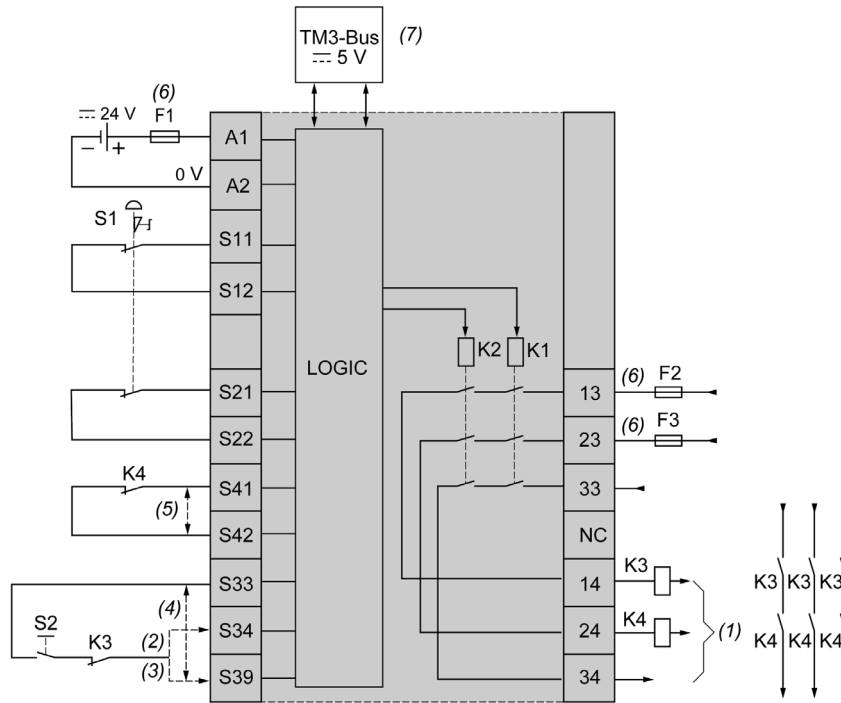 TM3-Bus
5 V
(7)
24 V
(6)
F1
− +
0 V
A1
A2
S1
S11
S12
S21
S22
K4
S41
(5)
S42
S33
(4)
S2
K3
(2)
S34
(3)
S39
LOGIC
K2
K1
13
(6)
F2
23
(6)
F3
33
NC
14
K3
24
K4
(1)
34
K3 K3 K3
K4 K4 K4